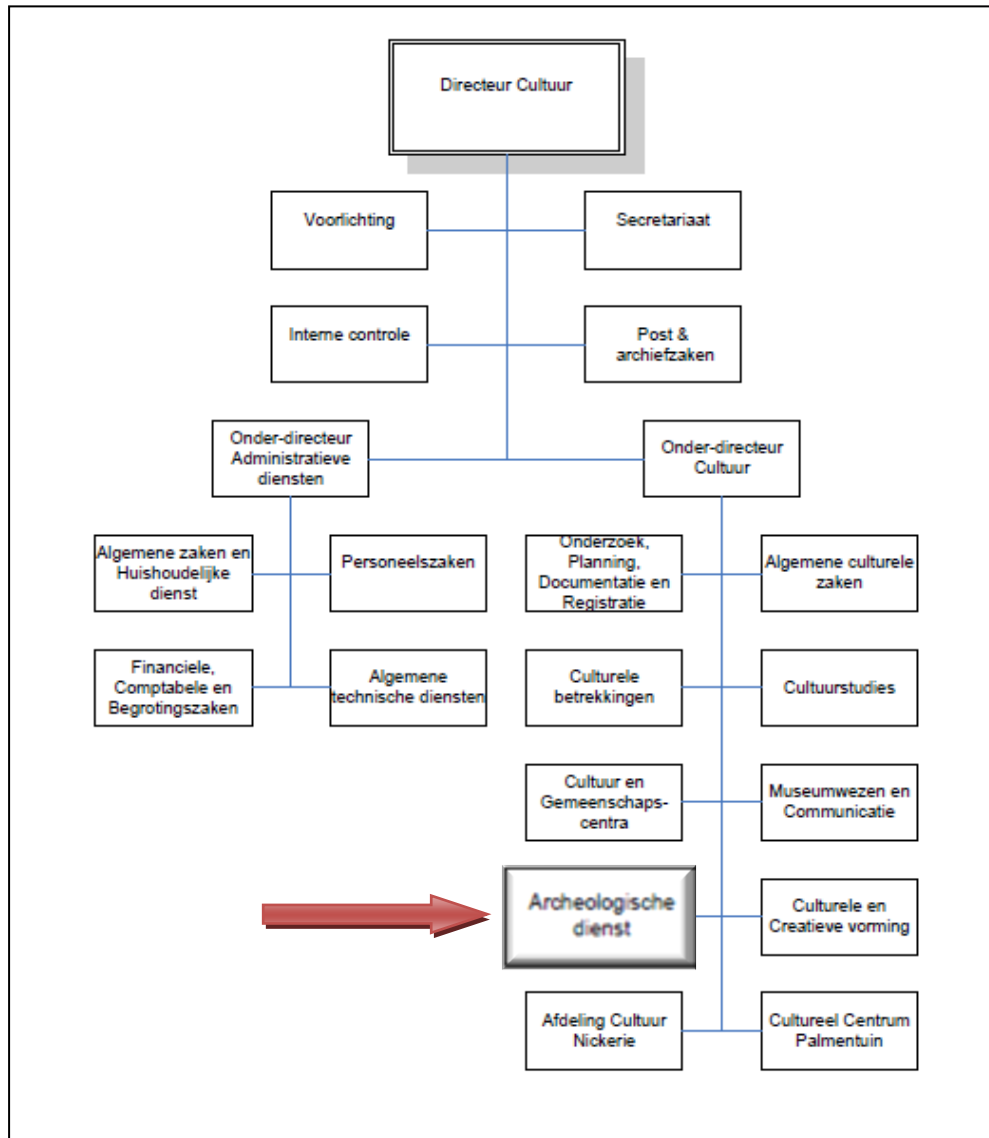 Directeur Cultuur
Voorlichting
Secretariaat
Interne controle
Post &
archiefzaken
Onder-directeur
Administratieve
diensten
Onder-directeur
Cultuur
Algemene zaken en
Huishoudelijke
dienst
Personeelszaken
Onderzoek,
Planning,
Documentatie en
Registratie
Algemene culturele
zaken
Financiele,
Comptabele en
Begrotingszaken
Algemene
technische diensten
Culturele
betrekkingen
Cultuurstudies
Cultuur en
Gemeenschaps-
centra
Museumwezen en
Communicatie
Archeologische
dienst
Culturele en
Creatieve vorming
Afdeling Cultuur
Nickerie
Cultureel Centrum
Palmentuin